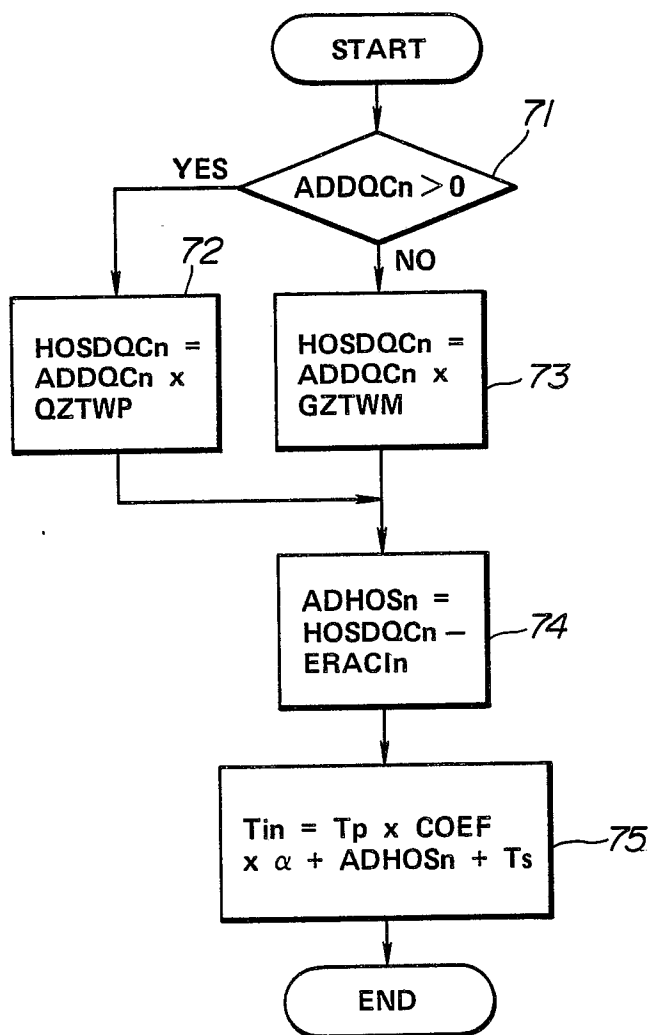 START
71
ADDQCn > 0
YES
NO
72
HOSDQCn =
ADDQCn x
QZTWP
HOSDQCn =
ADDQCn x
GZTWM
73
ADHOSn =
HOSDQCn −
ERACIn
74
Tin = Tp x COEF
x α + ADHOSn + Ts
75
END